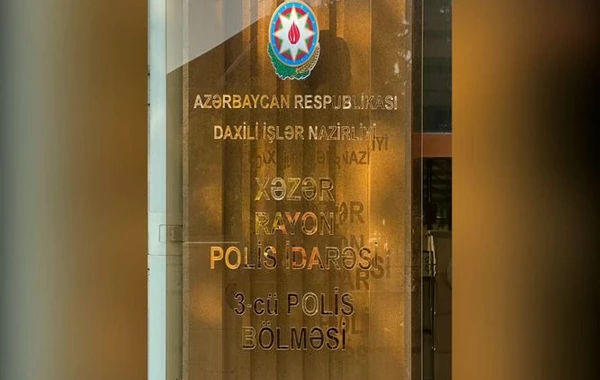 AZƏRBAYCAN RESPUBLİKASI
DAXİLİ İŞLƏR NAZİRLİYİ
XƏZƏR
RAYON
POLİS İDARƏSİ
3-cü POLİS
BÖLMƏSİ